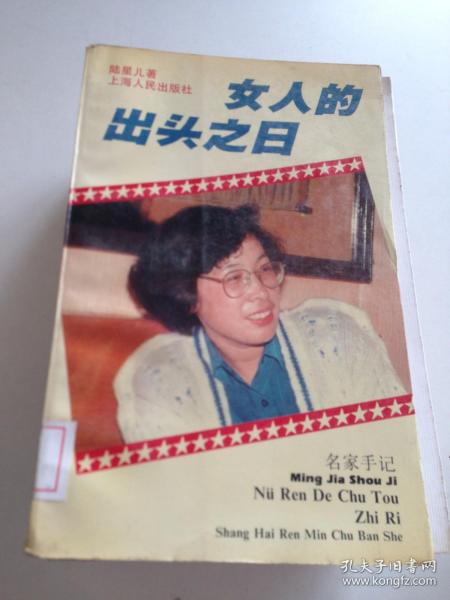 陆星儿著
上海人民出版社
女人的
出头之日
名家手记
Ming Jia Shou Ji
Nü Ren De Chu Tou
Zhi Ri
Shang Hai Ren Min Chu Ban She
孔夫子旧书网
www.kongfz.com